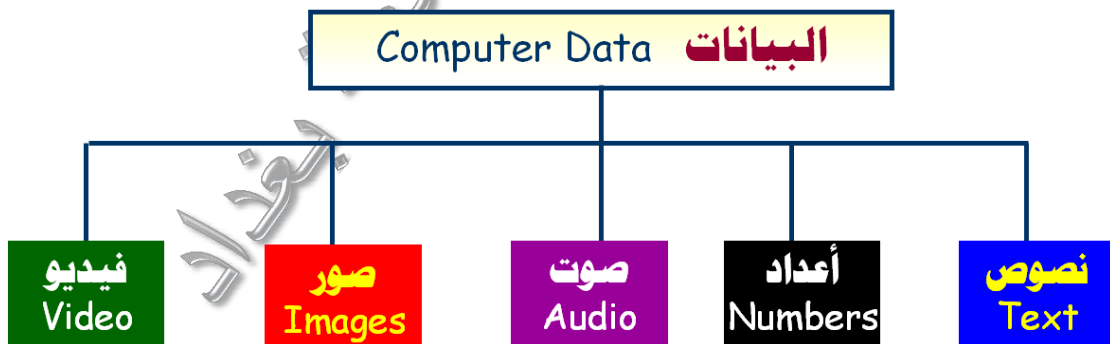 Computer Data البيانات
نصوص
Text
أعداد
Numbers
صوت
Audio
صور
Images
فيديو
Video